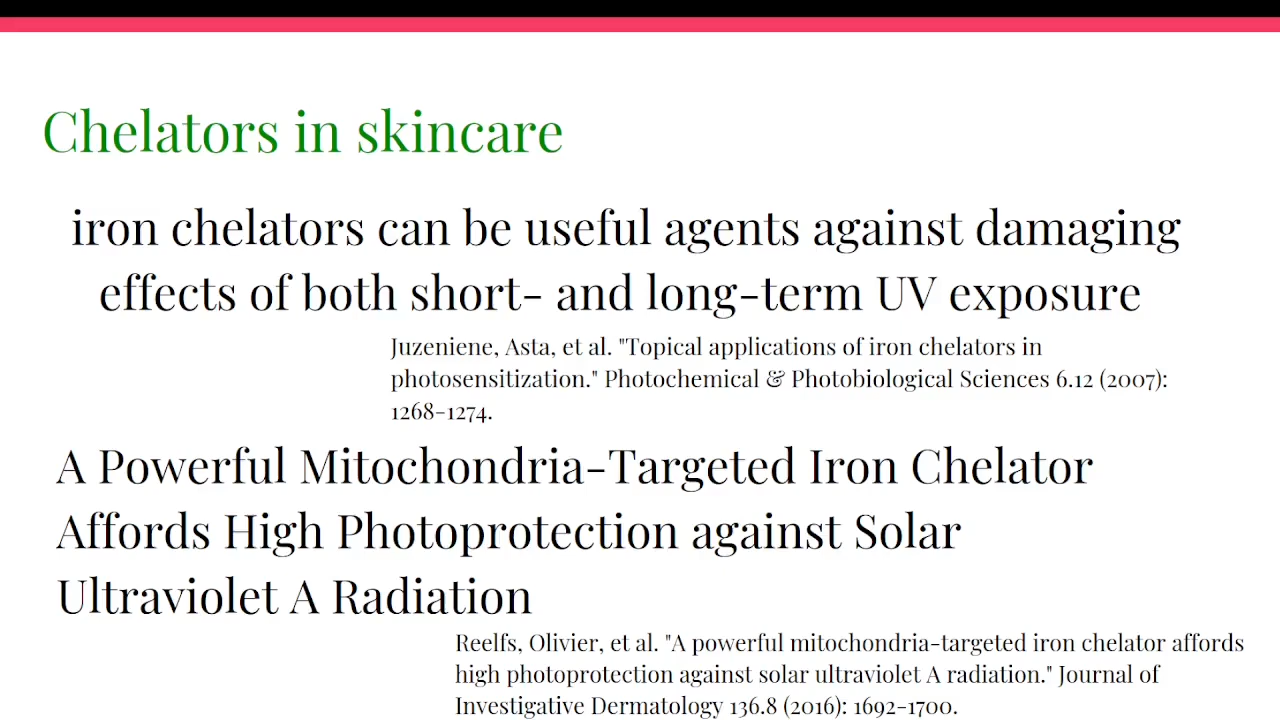 Chelators in skincare
iron chelators can be useful agents against damaging
effects of both short- and long-term UV exposure
Juzeniene, Asta, et al. "Topical applications of iron chelators in
photosensitization." Photochemical & Photobiological Sciences 6.12 (2007):
1268-1274.
A Powerful Mitochondria-Targeted Iron Chelator
Affords High Photoprotection against Solar
Ultraviolet A Radiation
Reelfs, Olivier, et al. "A powerful mitochondria-targeted iron chelator affords
high photoprotection against solar ultraviolet A radiation." Journal of
Investigative Dermatology 136.8 (2016): 1692-1700.